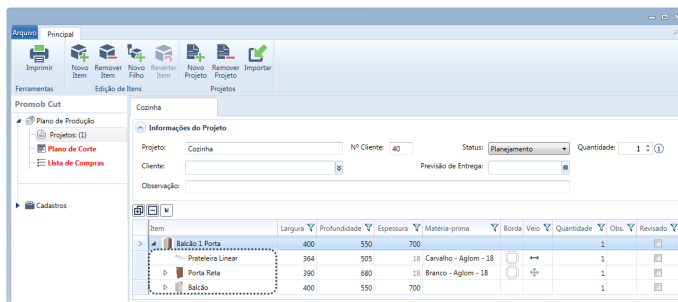 Arquivo Principal
Imprimir
Novo Item
Remover Item
Novo Filho
Reverter Item
Novo Projeto
Remover Projeto
Importar
Ferramentas
Edição de Itens
Projetos
Promob Cut
Plano de Produção
Projetos: (1)
Plano de Corte
Lista de Compras
Cadastros
Cozinha
Informações do Projeto
Projeto: Cozinha Nº Cliente: 40 Status: Planejamento Quantidade: 1
Cliente: Previsão de Entrega:
Observação:
Item Largura Profundidade Espessura Matéria-prima Borda Veio Quantidade Obs. Revisado
Balcão 1 Porta 400 550 700 1
Prateleira Linear 364 505 18 Carvalho - Aglom - 18 1
Porta Reta 390 680 18 Branco - Aglom - 18 1
Balcão 400 550 700 1